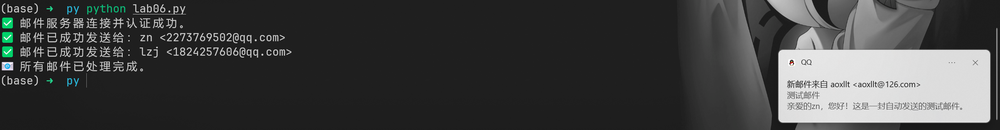 (base) ➜ py python lab06.py
✅ 邮件服务器连接并认证成功。
✅ 邮件已成功发送给：zn <2273769502@qq.com>
✅ 邮件已成功发送给：lzj <1824257606@qq.com>
📧 所有邮件已处理完成。
(base) ➜ py
QQ
新邮件来自 aoxllt <aoxllt@126.com>
测试邮件
亲爱的zn，您好！这是一封自动发送的测试邮件。